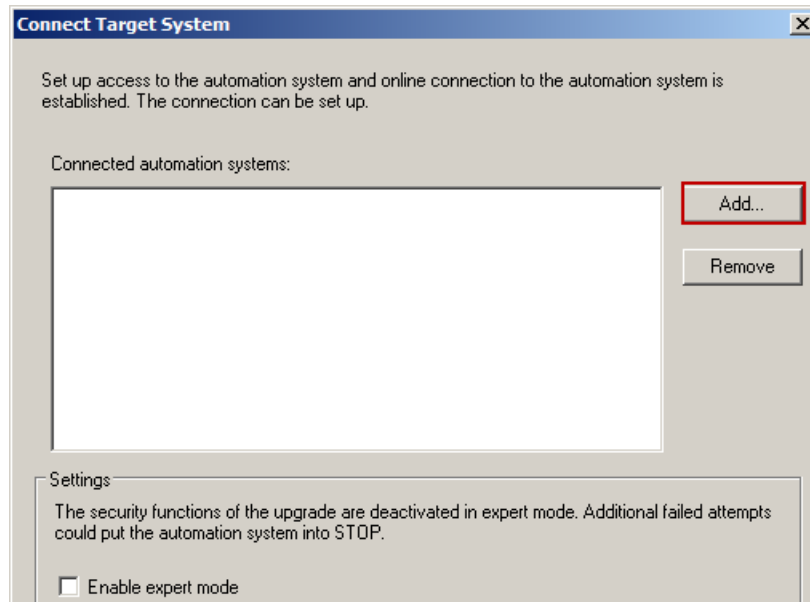 Connect Target System
Set up access to the automation system and online connection to the automation system is
established. The connection can be set up.
Connected automation systems:
Add...
Remove
Settings
The security functions of the upgrade are deactivated in expert mode. Additional failed attempts
could put the automation system into STOP.
Enable expert mode